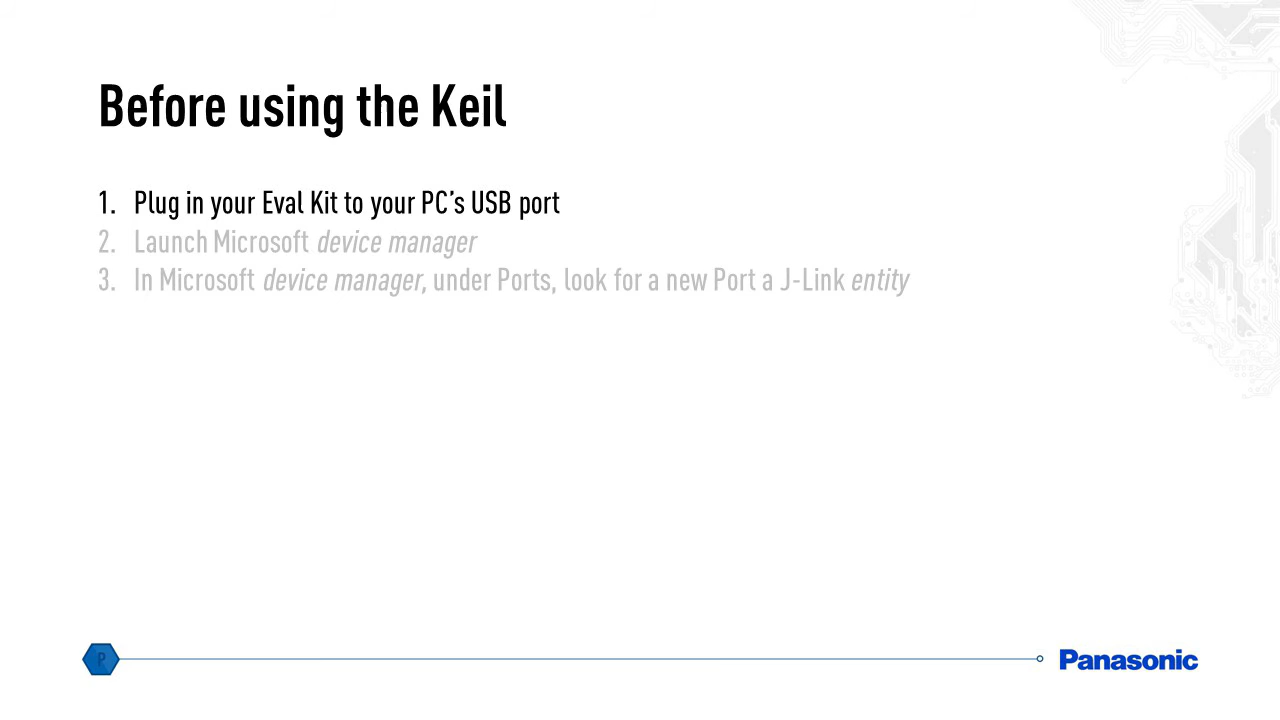 Before using the Keil
1. Plug in your Eval Kit to your PC’s USB port
2. Launch Microsoft device manager
3. In Microsoft device manager, under Ports, look for a new Port a J-Link entity
P
Panasonic